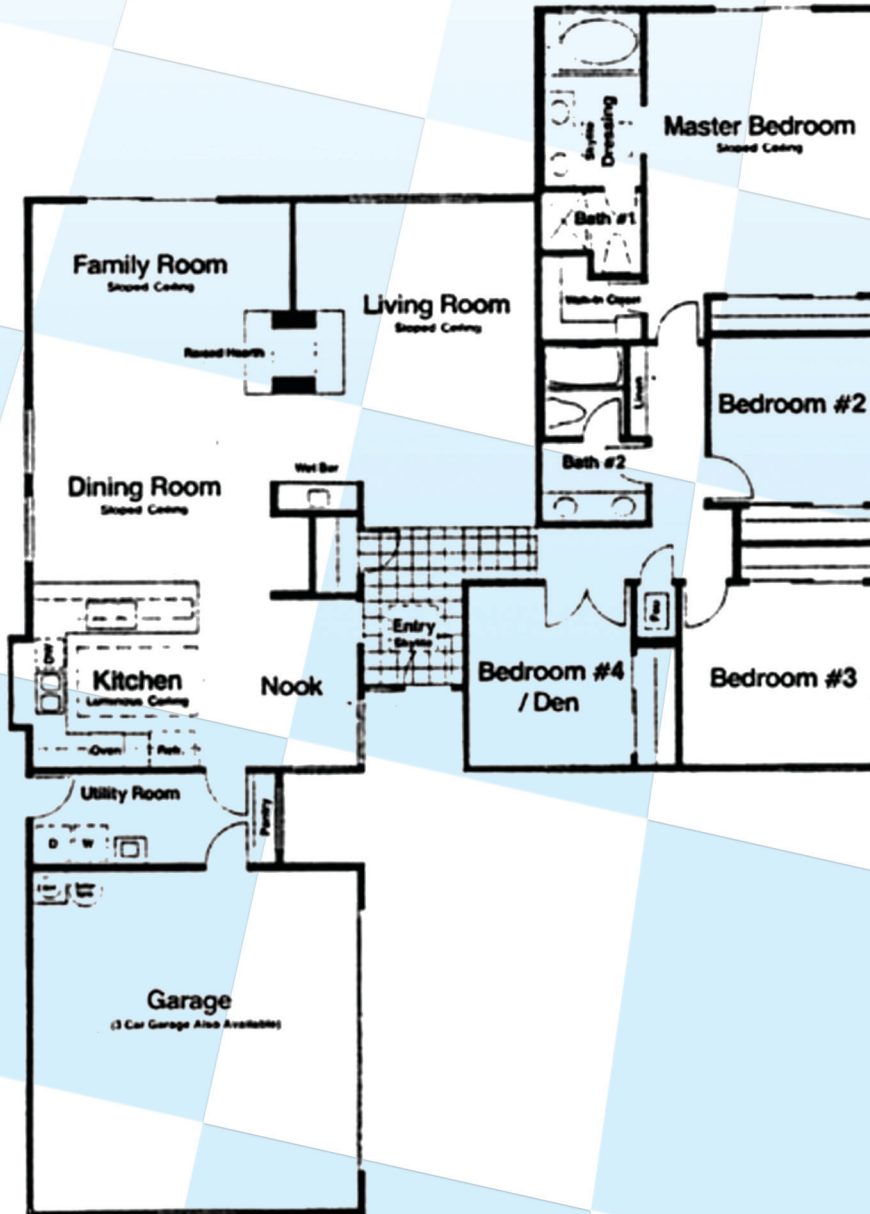 Master Bedroom
Sloped Ceiling
Skylite
Dressing
Bath #1
Family Room
Sloped Ceiling
Living Room
Sloped Ceiling
Walk-In Closet
Raised Hearth
Linen
Bedroom #2
Wet Bar
Bath #2
Dining Room
Sloped Ceiling
Entry
Skylite
Fau
DW
Kitchen
Luminous Ceiling
Nook
Bedroom #4
/ Den
Bedroom #3
Oven
Refr.
Utility Room
Pantry
D
W
Garage
(3 Car Garage Also Available)